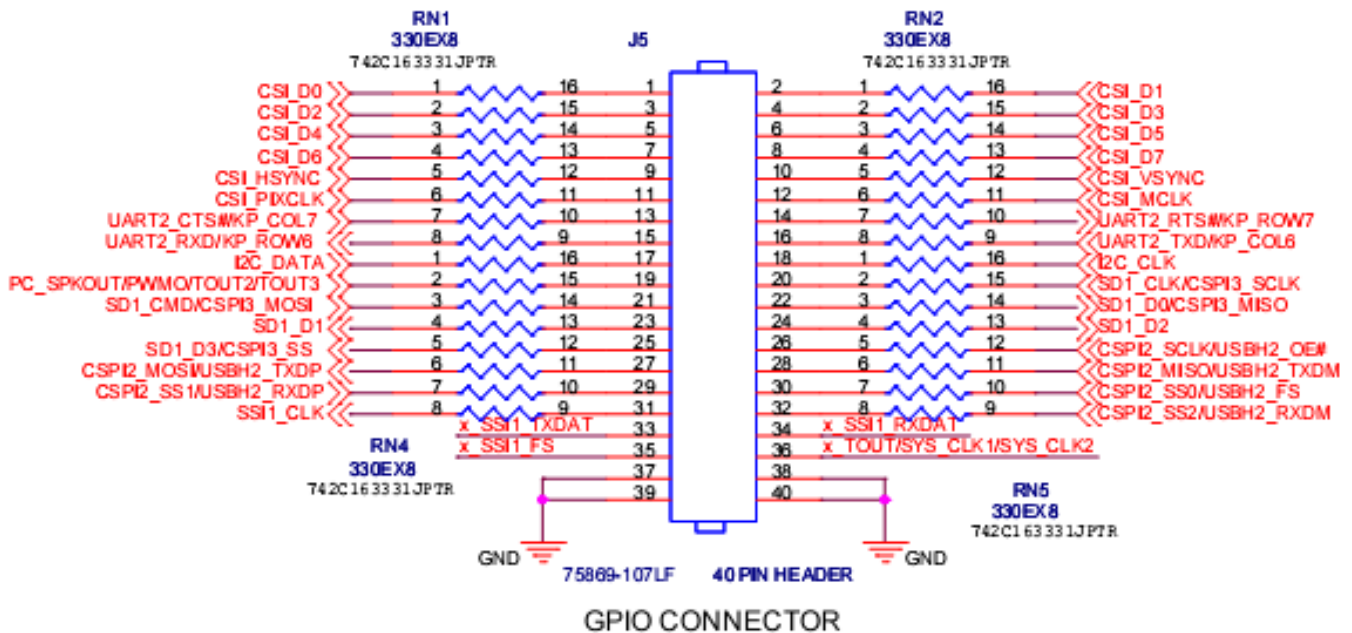 RN1
330EX8
742C163331JPTR
J5
RN2
330EX8
742C163331JPTR
CSI_D0 1 16 1 2 1 16 CSI_D1
CSI_D2 2 15 3 4 2 15 CSI_D3
CSI_D4 3 14 5 6 3 14 CSI_D5
CSI_D6 4 13 7 8 4 13 CSI_D7
CSI_HSYNC 5 12 9 10 5 12 CSI_VSYNC
CSI_PIXCLK 6 11 11 12 6 11 CSI_MCLK
UART2_CTS#/KP_COL7 7 10 13 14 7 10 UART2_RTS#/KP_ROW7
UART2_RXD/KP_ROW6 8 9 15 16 8 9 UART2_TXD/KP_COL6
I2C_DATA 1 16 17 18 1 16 I2C_CLK
PC_SPKOUT/PWMO/TOUT2/TOUT3 2 15 19 20 2 15 SD1_CLK/CSPI3_SCLK
SD1_CMD/CSPI3_MOSI 3 14 21 22 3 14 SD1_D0/CSPI3_MISO
SD1_D1 4 13 23 24 4 13 SD1_D2
SD1_D3/CSPI3_SS 5 12 25 26 5 12 CSPI2_SCLK/USBH2_OE#
CSPI2_MOSI/USBH2_TXDP 6 11 27 28 6 11 CSPI2_MISO/USBH2_TXDM
CSPI2_SS1/USBH2_RXDP 7 10 29 30 7 10 CSPI2_SS0/USBH2_FS
SSI1_CLK 8 9 31 32 8 9 CSPI2_SS2/USBH2_RXDM
X_SSI1_TXDAT 33 34 X_SSI1_RXDAT
X_SSI1_FS 35 36 X_TOUT/SYS_CLK1/SYS_CLK2
37 38
39 40
RN4
330EX8
742C163331JPTR
RN5
330EX8
742C163331JPTR
GND GND
75869-107LF 40 PIN HEADER
GPIO CONNECTOR